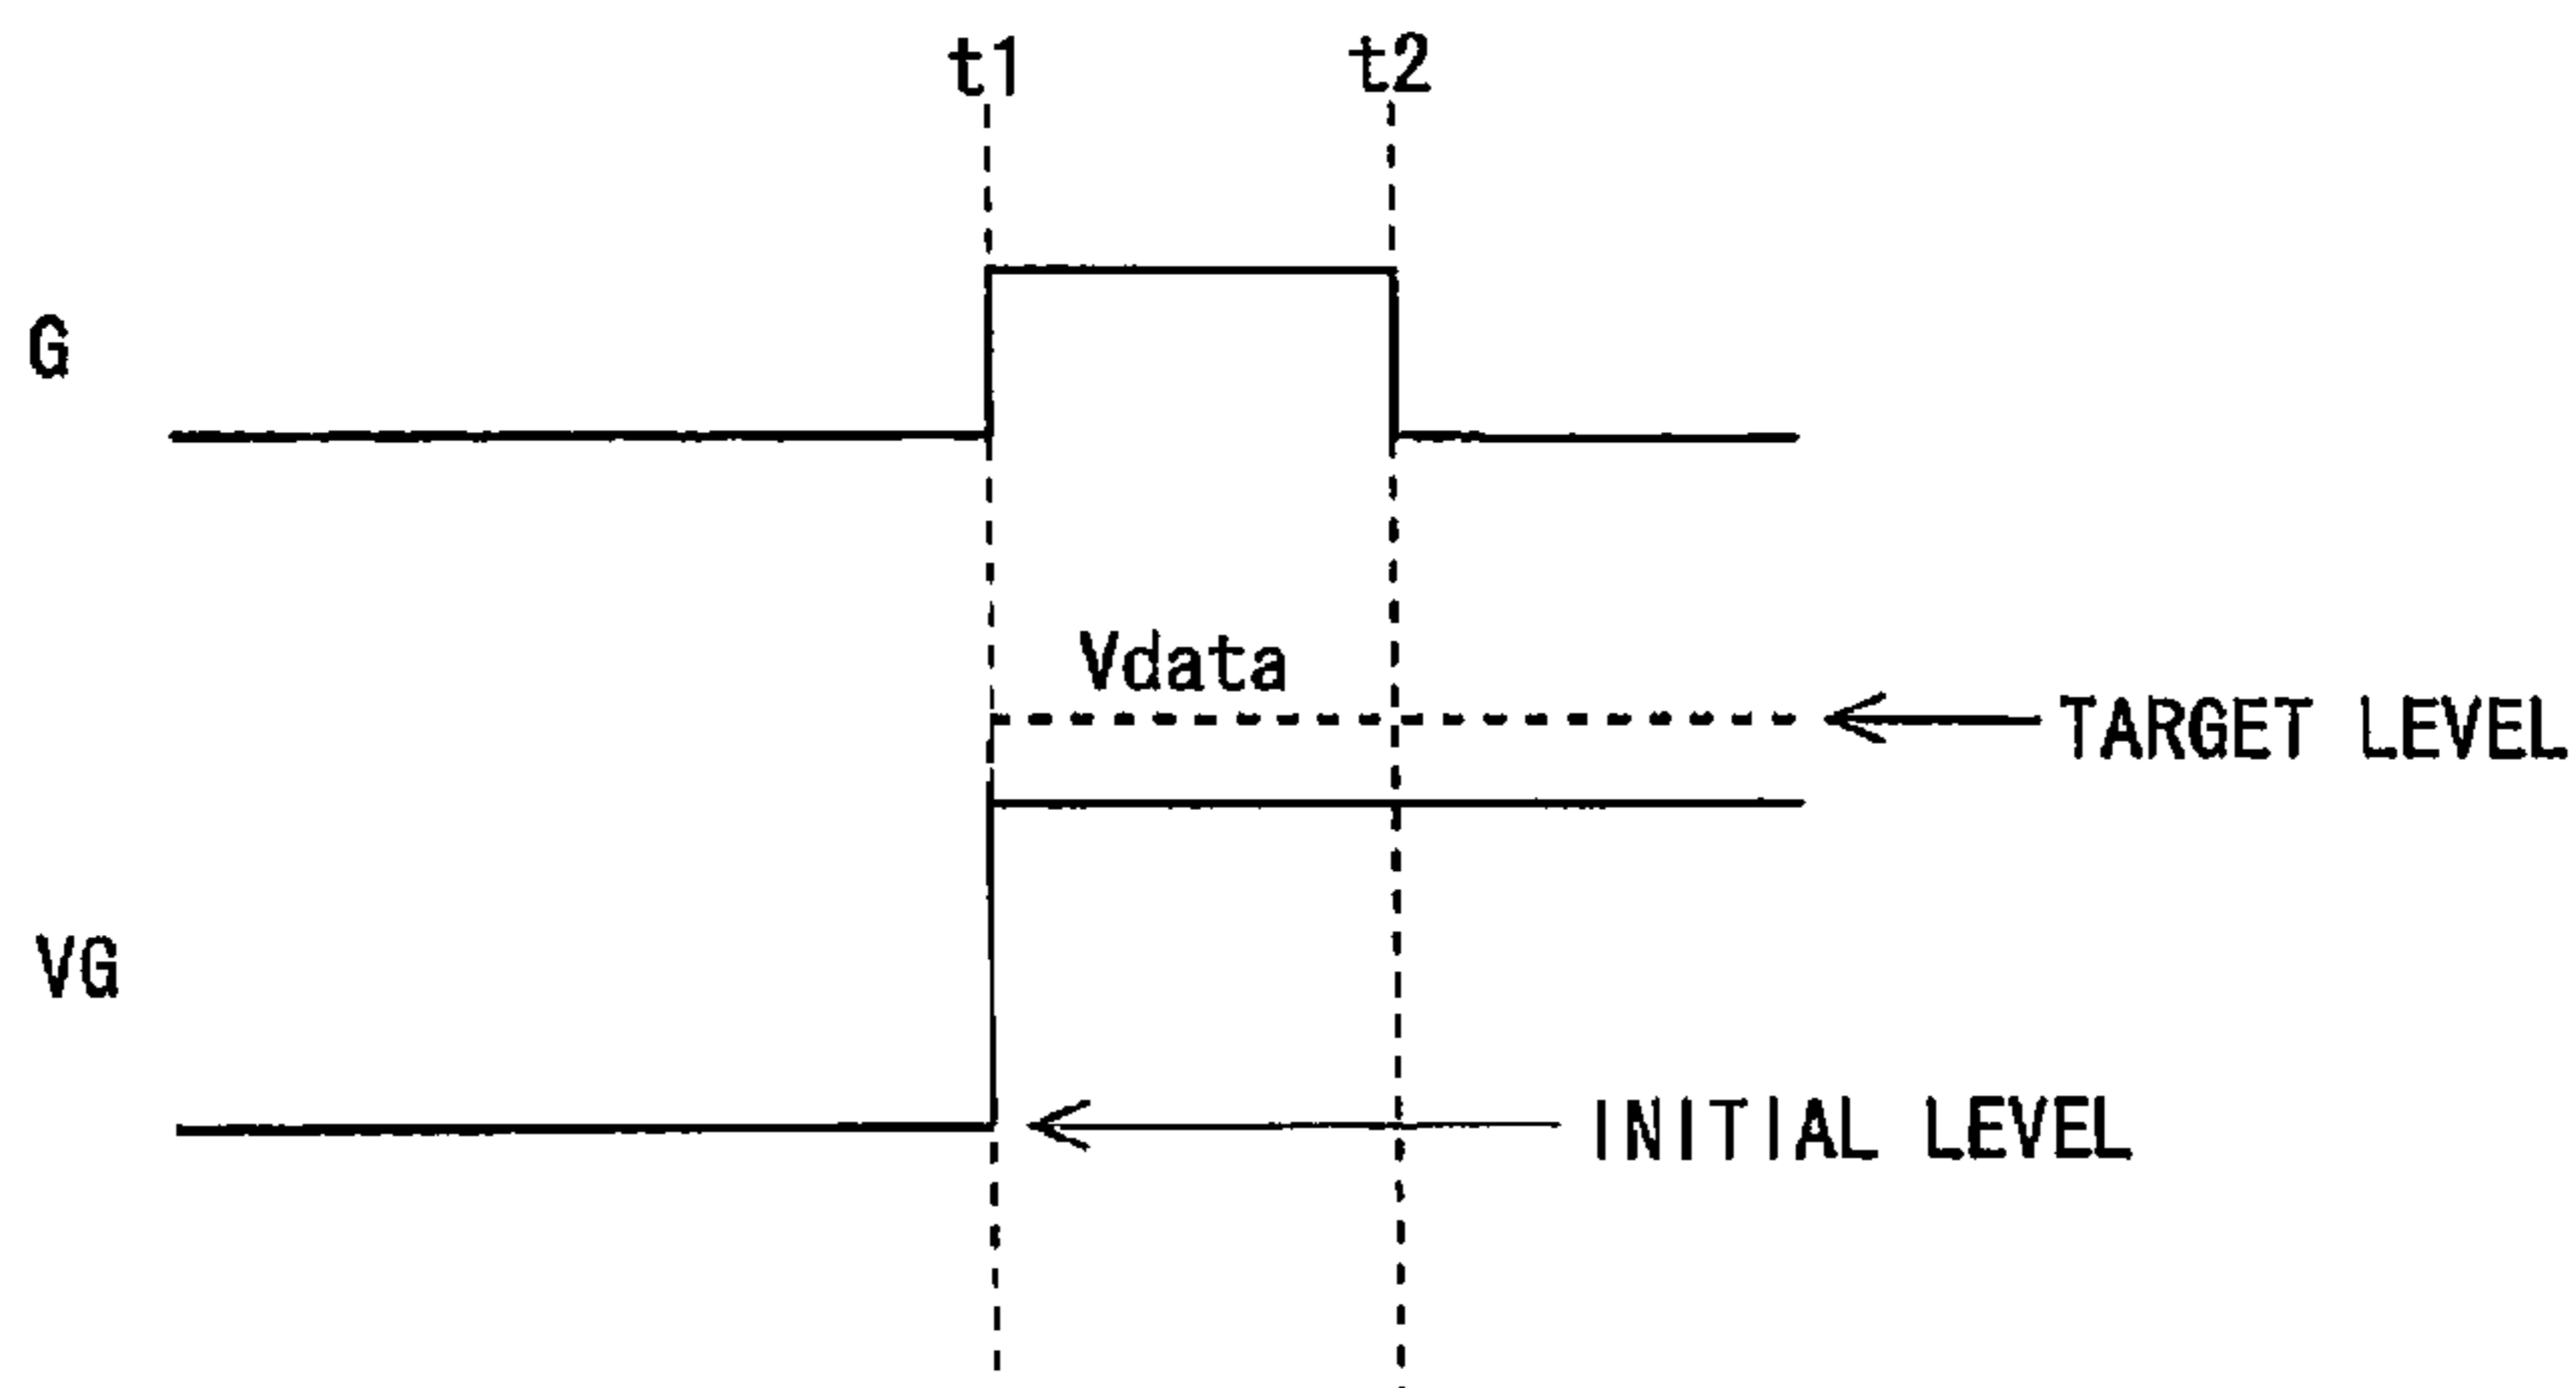 t1 t2
G
Vdata
TARGET LEVEL
VG
INITIAL LEVEL